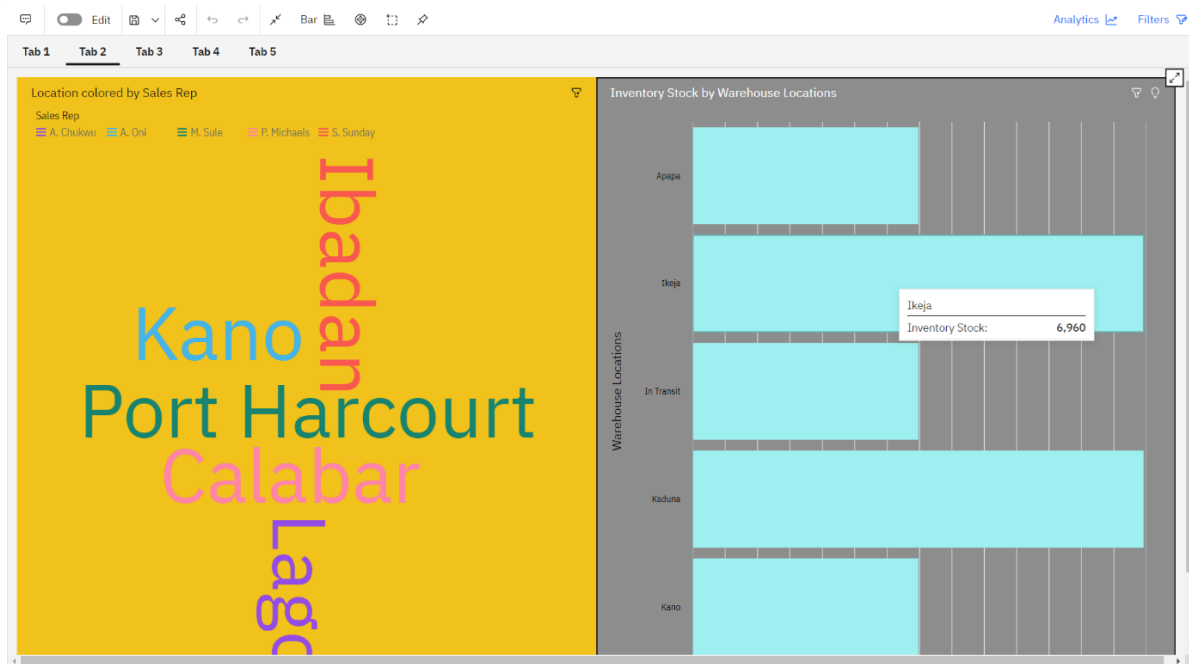 Edit
Bar
Analytics
Filters
Tab 1
Tab 2
Tab 3
Tab 4
Tab 5
Location colored by Sales Rep
Sales Rep
A. Chukwu
A. Oni
M. Sule
P. Michaels
S. Sunday
Ibadan
Kano
Port Harcourt
Calabar
Lago
Inventory Stock by Warehouse Locations
Warehouse Locations
Apapa
Ikeja
In Transit
Kaduna
Kano
Ikeja
Inventory Stock: 6,960